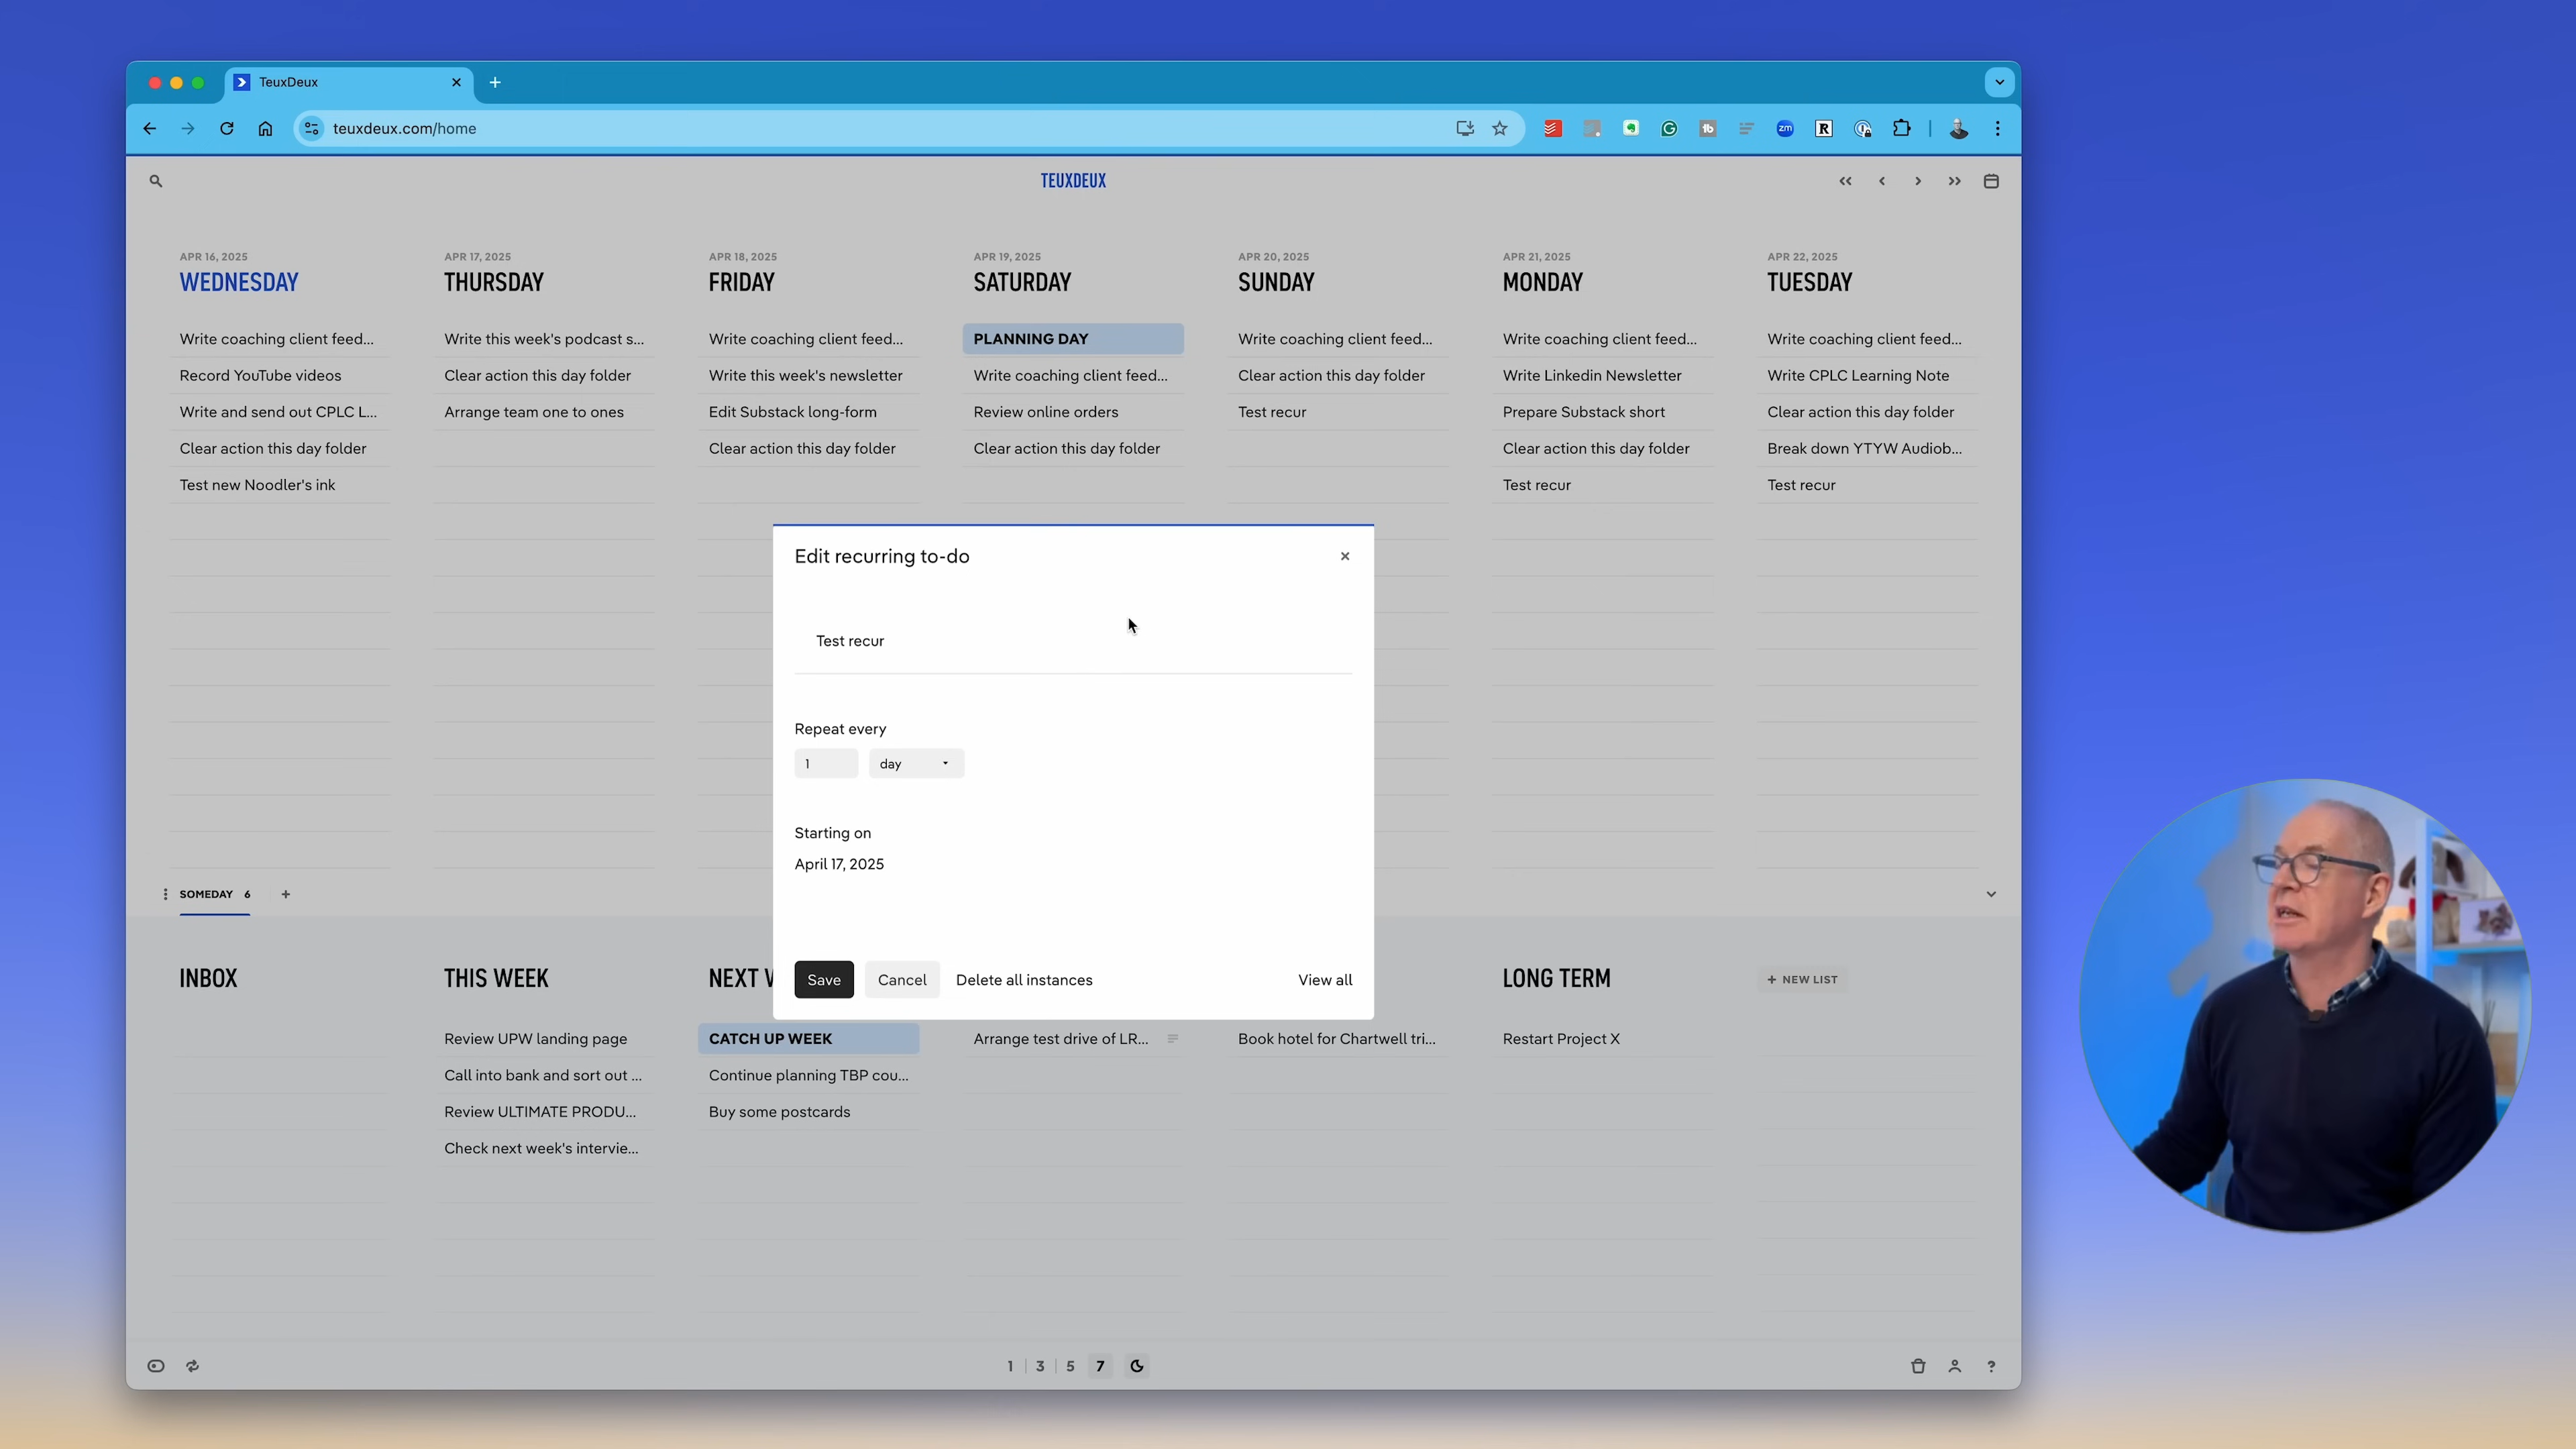 TeuxDeux
teuxdeux.com/home
zm
R
TEUXDEUX
APR 16, 2025
WEDNESDAY
Write coaching client feed...
Record YouTube videos
Write and send out CPLC L...
Clear action this day folder
Test new Noodler's ink
APR 17, 2025
THURSDAY
Write this week's podcast s...
Clear action this day folder
Arrange team one to ones
APR 18, 2025
FRIDAY
Write coaching client feed...
Write this week's newsletter
Edit Substack long-form
Clear action this day folder
APR 19, 2025
SATURDAY
PLANNING DAY
Write coaching client feed...
Review online orders
Clear action this day folder
APR 20, 2025
SUNDAY
Write coaching client feed...
Clear action this day folder
Test recur
APR 21, 2025
MONDAY
Write coaching client feed...
Write Linkedin Newsletter
Prepare Substack short
Clear action this day folder
Test recur
APR 22, 2025
TUESDAY
Write coaching client feed...
Write CPLC Learning Note
Clear action this day folder
Break down YTYW Audiob...
Test recur
Edit recurring to-do
Test recur
Repeat every
1 day
Starting on
April 17, 2025
Save Cancel Delete all instances View all
SOMEDAY 6 +
INBOX
THIS WEEK
Review UPW landing page
Call into bank and sort out ...
Review ULTIMATE PRODU...
Check next week's intervie...
NEXT W
CATCH UP WEEK
Continue planning TBP cou...
Buy some postcards
Arrange test drive of LR...
Book hotel for Chartwell tri...
LONG TERM
Restart Project X
+ NEW LIST
1 3 5 7
?